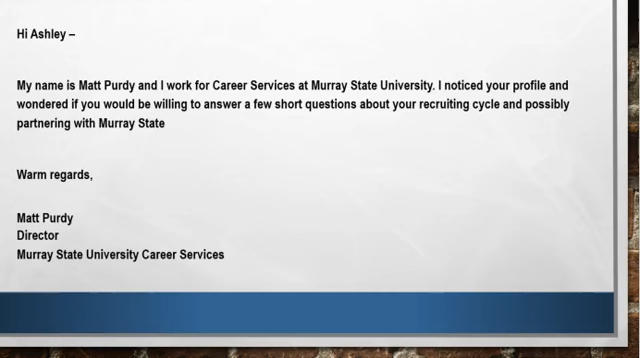 Hi Ashley –
My name is Matt Purdy and I work for Career Services at Murray State University. I noticed your profile and
wondered if you would be willing to answer a few short questions about your recruiting cycle and possibly
partnering with Murray State
Warm regards,
Matt Purdy
Director
Murray State University Career Services